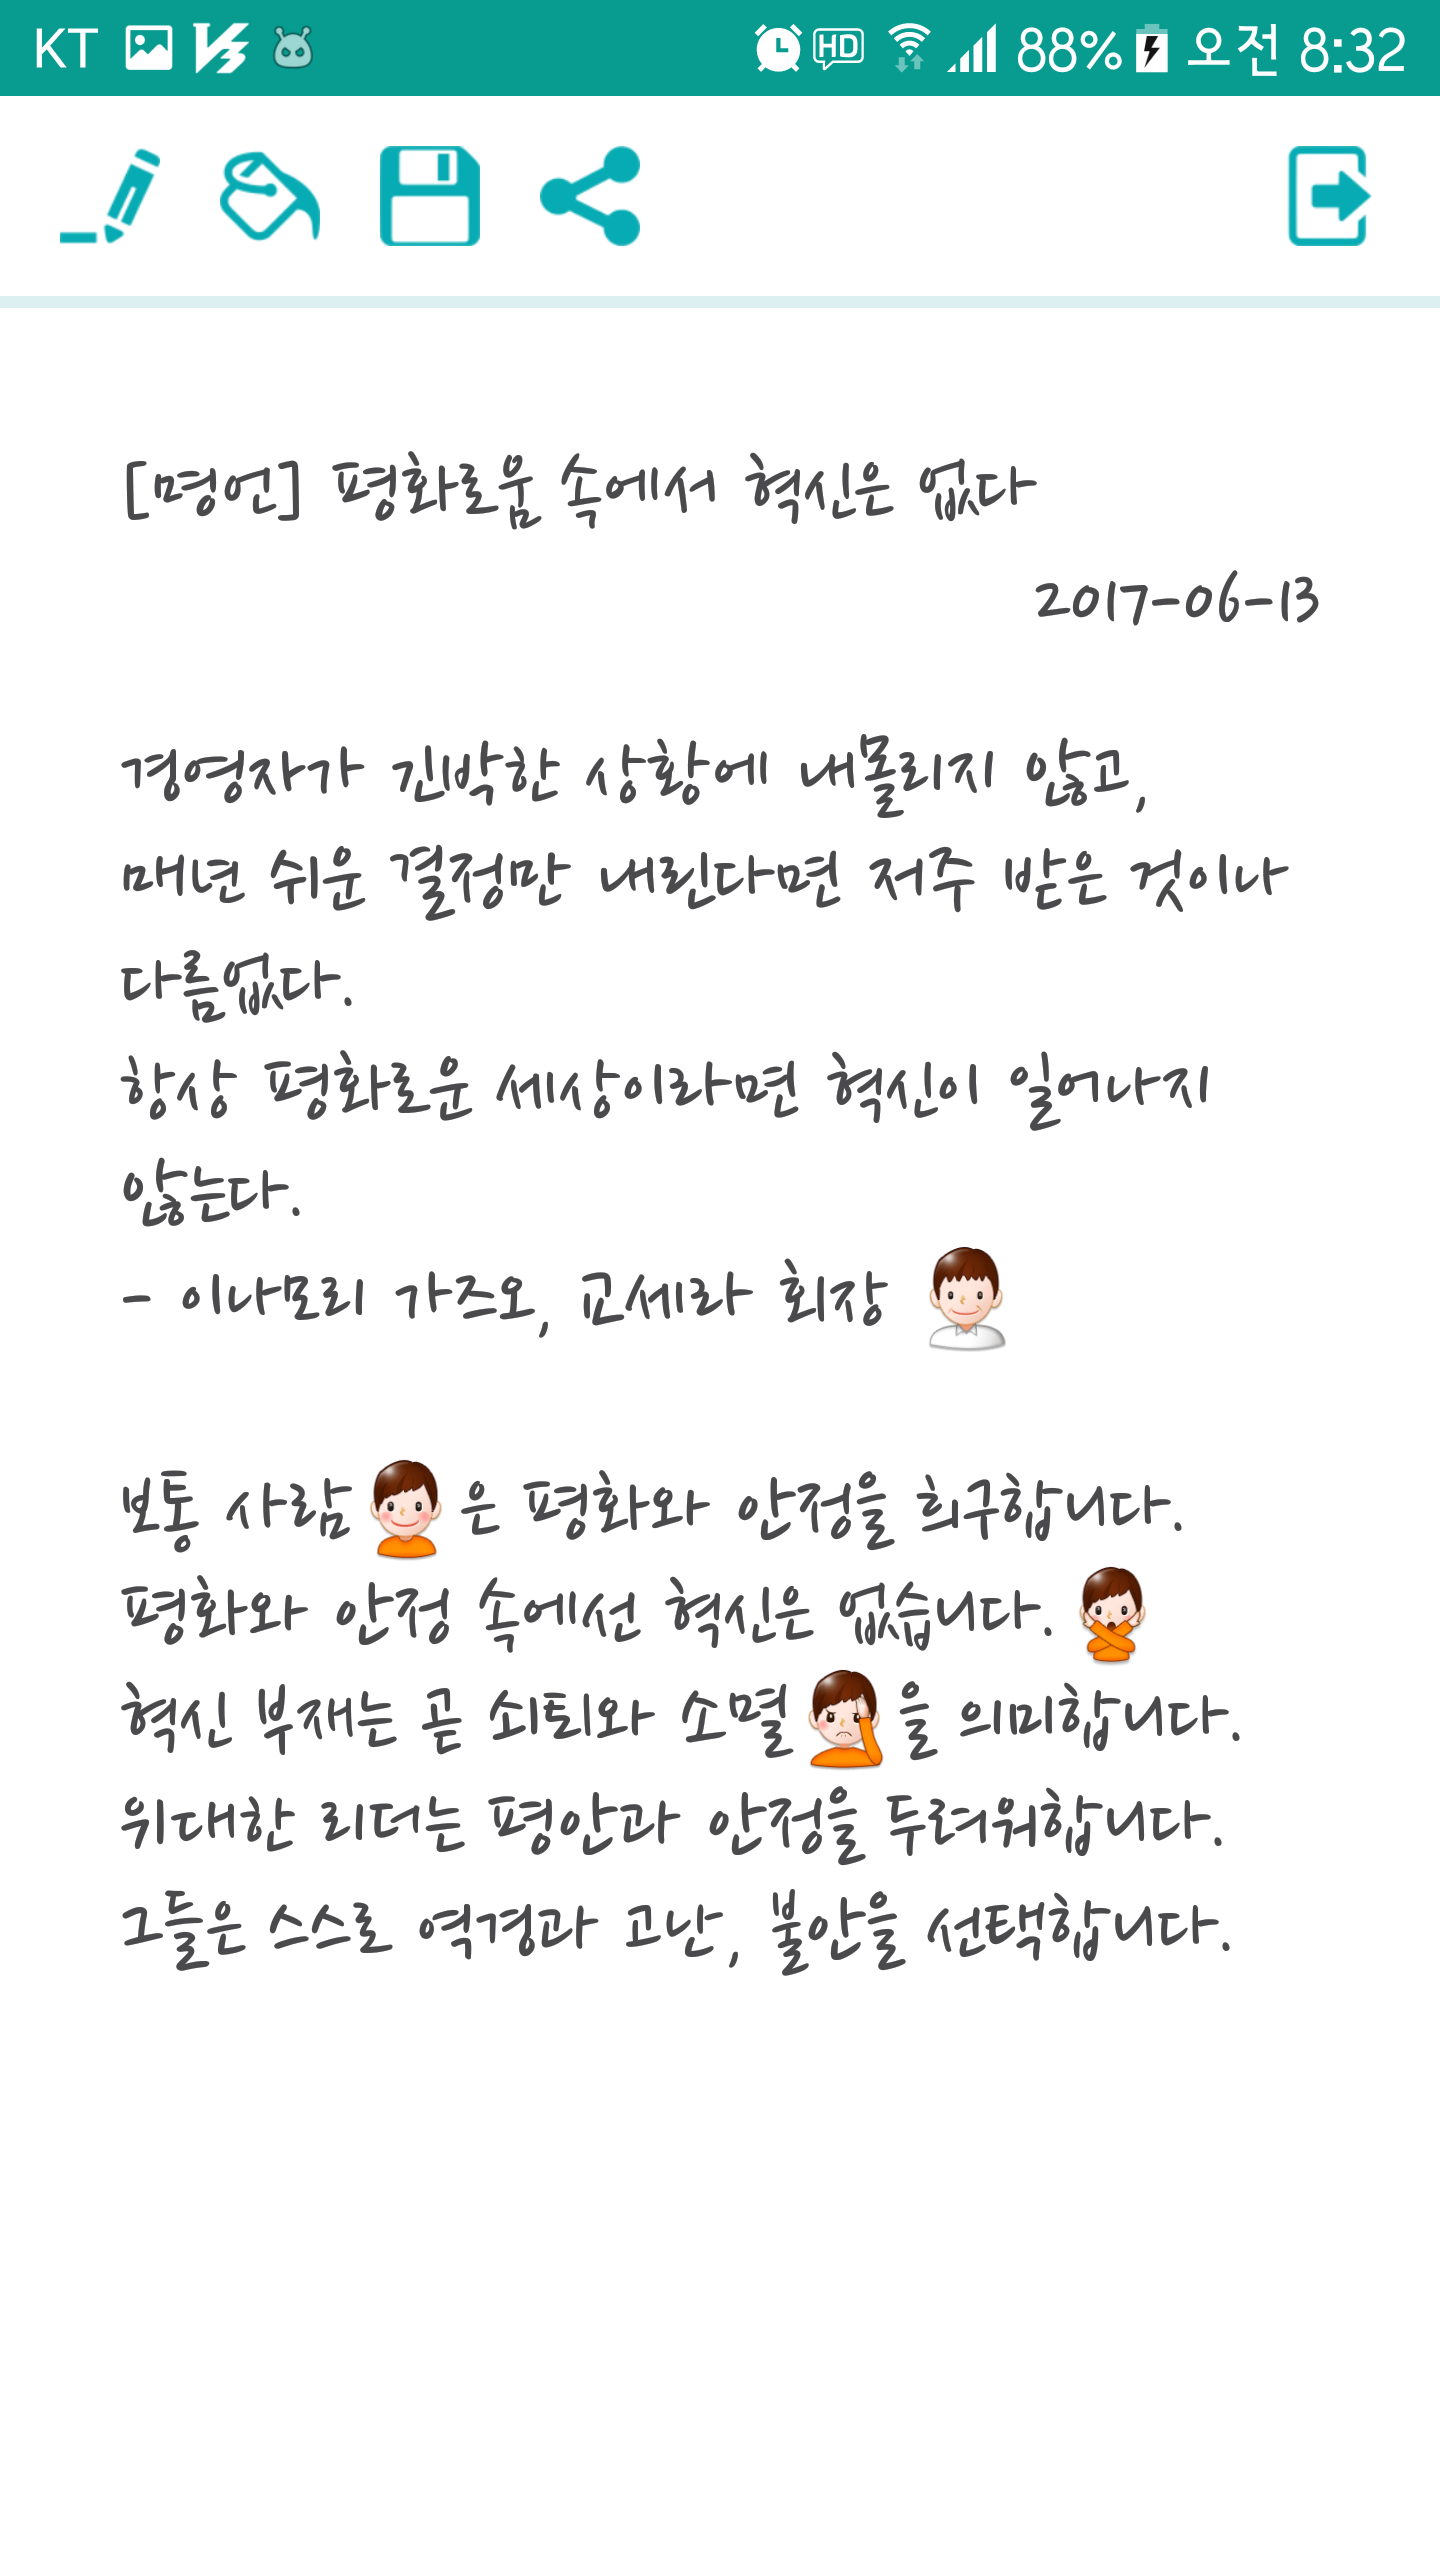 KT 88% 오전 8:32
HD
[명언] 평화로움 속에서 혁신은 없다
2017-06-13
경영자가 긴박한 상황에 내몰리지 않고,
매년 쉬운 결정만 내린다면 저주 받은 것이나
다름없다.
항상 평화로운 세상이라면 혁신이 일어나지
않는다.
- 이나모리 가즈오, 교세라 회장
보통 사람은 평화와 안정을 희구합니다.
평화와 안정 속에선 혁신은 없습니다.
혁신 부재는 곧 쇠퇴와 소멸을 의미합니다.
위대한 리더는 평안과 안정을 두려워합니다.
그들은 스스로 역경과 고난, 불안을 선택합니다.